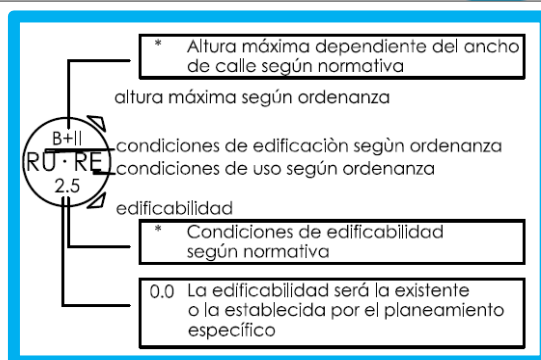 * Altura máxima dependiente del ancho
de calle según normativa
altura máxima según ordenanza
B+II
condiciones de edificaciòn segùn ordenanza
RU · RE
condiciones de uso según ordenanza
2.5
edificabilidad
* Condiciones de edificabilidad
según normativa
0.0 La edificabilidad será la existente
o la establecida por el planeamiento
específico